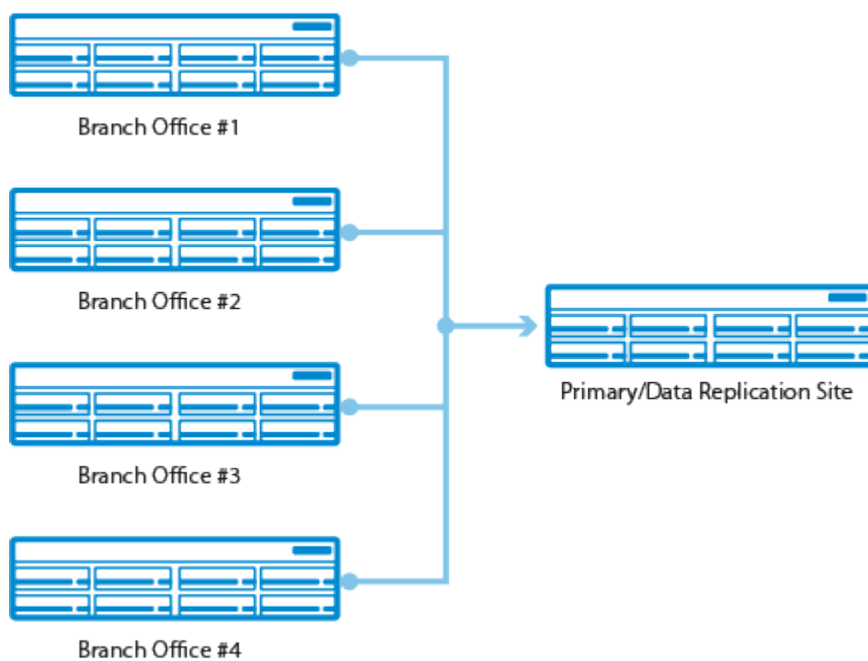 Branch Office #1
Branch Office #2
Primary/Data Replication Site
Branch Office #3
Branch Office #4